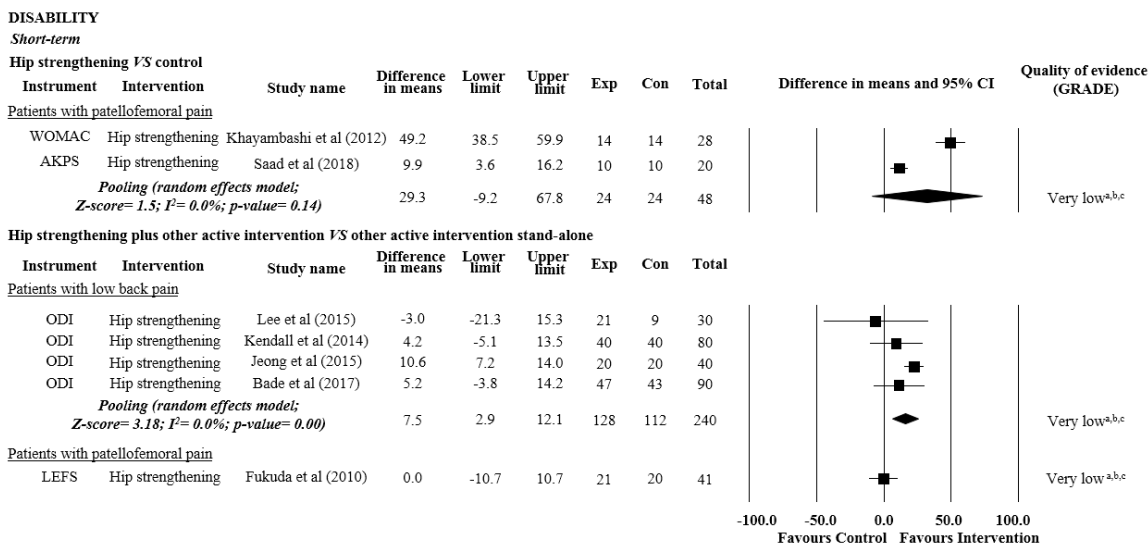 DISABILITY
Short-term
Hip strengthening VS control
Instrument Intervention Study name Difference in means Lower limit Upper limit Exp Con Total Difference in means and 95% CI Quality of evidence (GRADE)
Patients with patellofemoral pain
WOMAC Hip strengthening Khayambashi et al (2012) 49.2 38.5 59.9 14 14 28
AKPS Hip strengthening Saad et al (2018) 9.9 3.6 16.2 10 10 20
Pooling (random effects model;
Z-score= 1.5; I²= 0.0%; p-value= 0.14) 29.3 -9.2 67.8 24 24 48 Very low a,b,c
Hip strengthening plus other active intervention VS other active intervention stand-alone
Instrument Intervention Study name Difference in means Lower limit Upper limit Exp Con Total
Patients with low back pain
ODI Hip strengthening Lee et al (2015) -3.0 -21.3 15.3 21 9 30
ODI Hip strengthening Kendall et al (2014) 4.2 -5.1 13.5 40 40 80
ODI Hip strengthening Jeong et al (2015) 10.6 7.2 14.0 20 20 40
ODI Hip strengthening Bade et al (2017) 5.2 -3.8 14.2 47 43 90
Pooling (random effects model;
Z-score= 3.18; I²= 0.0%; p-value= 0.00) 7.5 2.9 12.1 128 112 240 Very low a,b,c
Patients with patellofemoral pain
LEFS Hip strengthening Fukuda et al (2010) 0.0 -10.7 10.7 21 20 41 Very low a,b,c
-100.0 -50.0 0.0 50.0 100.0
Favours Control Favours Intervention